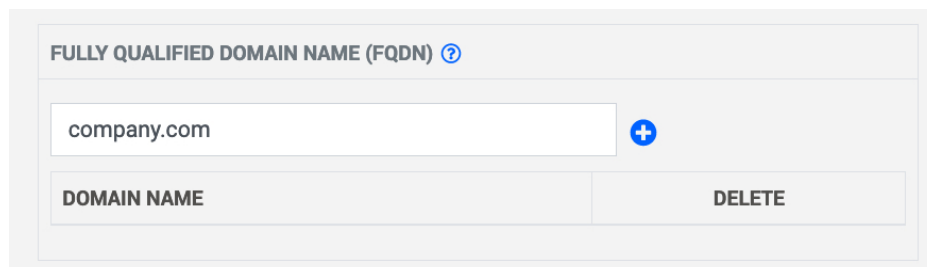 FULLY QUALIFIED DOMAIN NAME (FQDN) ?
company.com
DOMAIN NAME DELETE